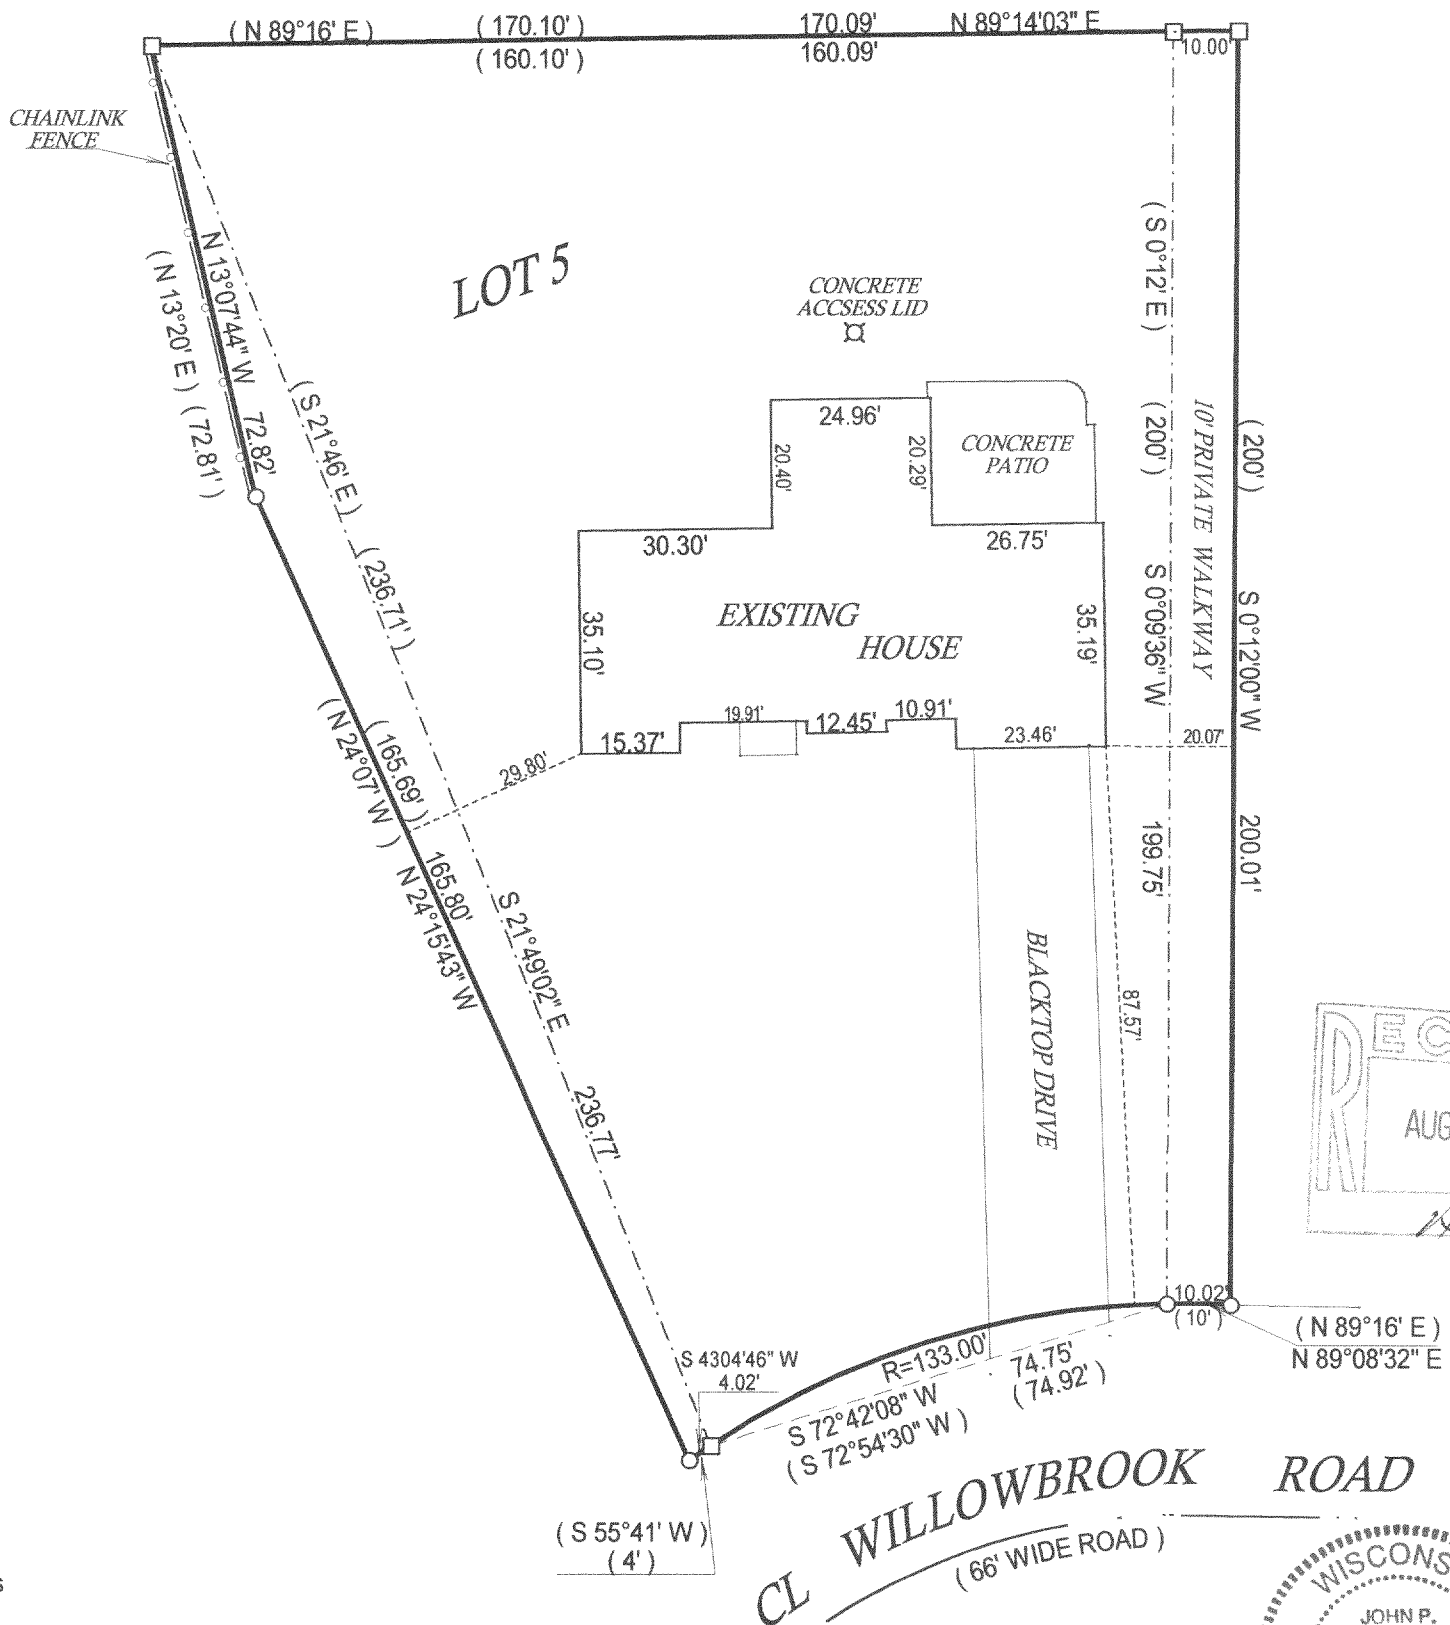 ( N 89°16' E )
( 170.10' )
170.09'
N 89°14'03" E
( 160.10' )
160.09'
10.00'
CHAINLINK
FENCE
N 13°07'44" W
72.82'
( N 13°20' E )
( 72.81' )
( S 21°46' E )
( 236.71' )
LOT 5
CONCRETE
ACCSESS LID
( S 0°12' E )
( 200' )
10' PRIVATE WALKWAY
( 200' )
24.96'
20.40'
20.29'
CONCRETE
PATIO
30.30'
26.75'
EXISTING
HOUSE
35.10'
35.19'
S 0°09'36" W
S 0°12'00" W
19.91'
12.45'
10.91'
15.37'
23.46'
20.07'
29.80'
( 165.69' )
( N 24°07' W )
165.80'
N 24°15'43" W
199.75'
200.01'
S 21°49'02" E
236.77'
BLACKTOP DRIVE
87.57'
R EC
AUG
10.02'
( 10' )
( N 89°16' E )
N 89°08'32" E
S 4304'46" W
4.02'
R=133.00'
74.75'
( 74.92' )
S 72°42'08" W
( S 72°54'30" W )
( S 55°41' W )
( 4' )
CL WILLOWBROOK ROAD
( 66' WIDE ROAD )
WISCONS
JOHN P.
s